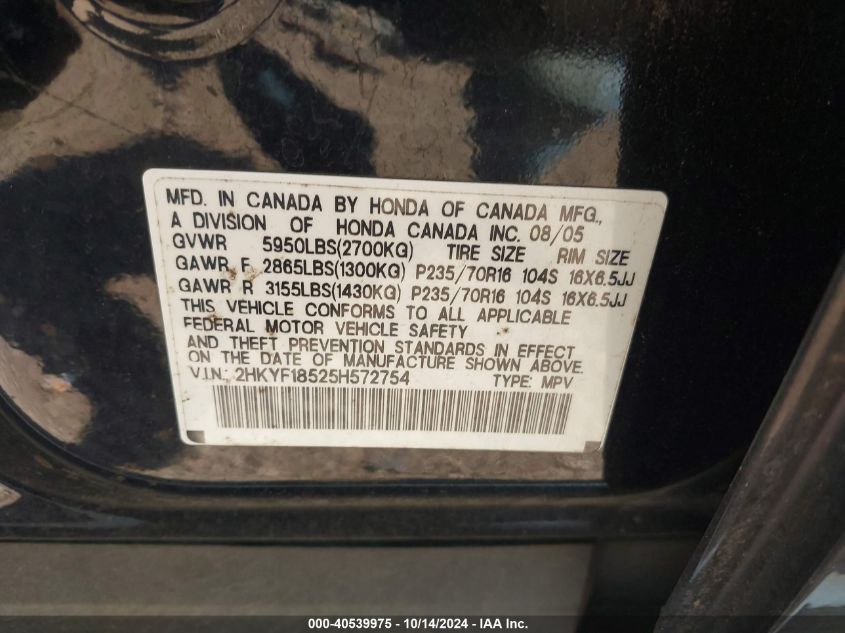 MFD. IN CANADA BY HONDA OF CANADA MFG.,
A DIVISION OF HONDA CANADA INC. 08/05
GVWR 5950LBS(2700KG) TIRE SIZE RIM SIZE
GAWR F 2865LBS(1300KG) P235/70R16 104S 16X6.5JJ
GAWR R 3155LBS(1430KG) P235/70R16 104S 16X6.5JJ
THIS VEHICLE CONFORMS TO ALL APPLICABLE
FEDERAL MOTOR VEHICLE SAFETY
AND THEFT PREVENTION STANDARDS IN EFFECT
ON THE DATE OF MANUFACTURE SHOWN ABOVE.
V.I.N: 2HKYF18525H572754 TYPE: MPV
000-40539975 - 10/14/2024 - IAA Inc.